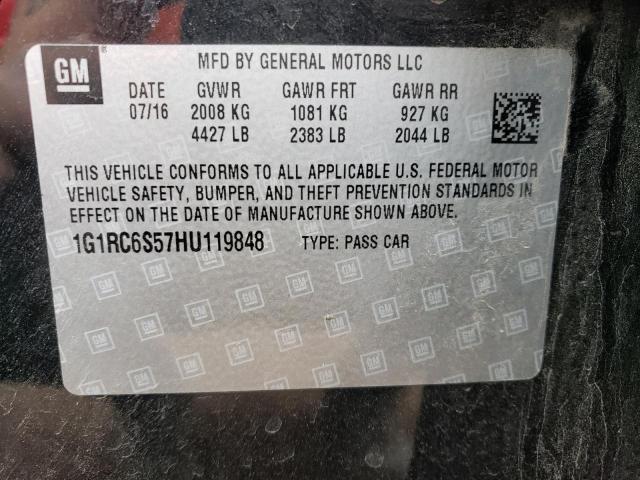 GM
MFD BY GENERAL MOTORS LLC
DATE GVWR GAWR FRT GAWR RR
07/16 2008 KG 1081 KG 927 KG
4427 LB 2383 LB 2044 LB
THIS VEHICLE CONFORMS TO ALL APPLICABLE U.S. FEDERAL MOTOR
VEHICLE SAFETY, BUMPER, AND THEFT PREVENTION STANDARDS IN
EFFECT ON THE DATE OF MANUFACTURE SHOWN ABOVE.
1G1RC6S57HU119848 TYPE: PASS CAR